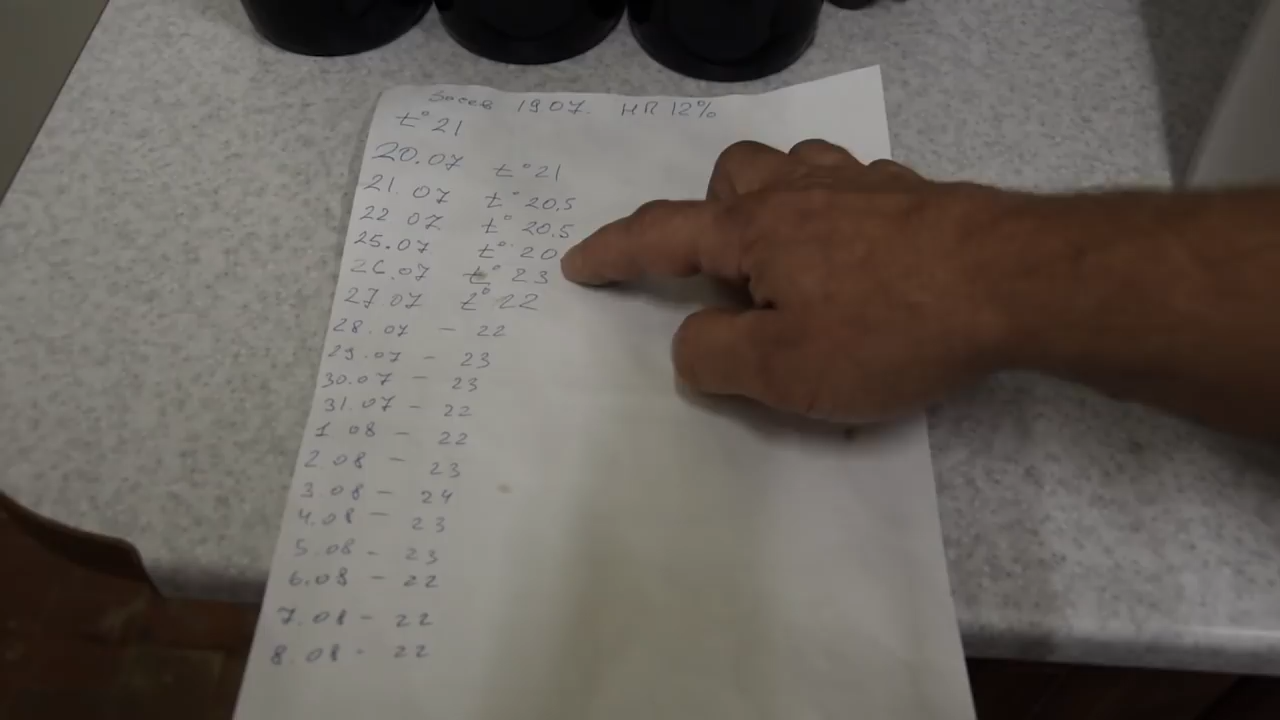 Засев 19 07. НП 12%
t° 21
20.07 t° 21
21.07 t° 20,5
22 07 t° 20.5
25.07 t° 20
26.07 t° 23
27.07 t° 22
28.07 - 22
29.07 - 23
30.07 - 23
31.07 - 22
1 08 - 22
2.08 - 23
3.08 - 24
4.08 - 23
5.08 - 23
6.08 - 22
7.08 - 22
8.08 - 22